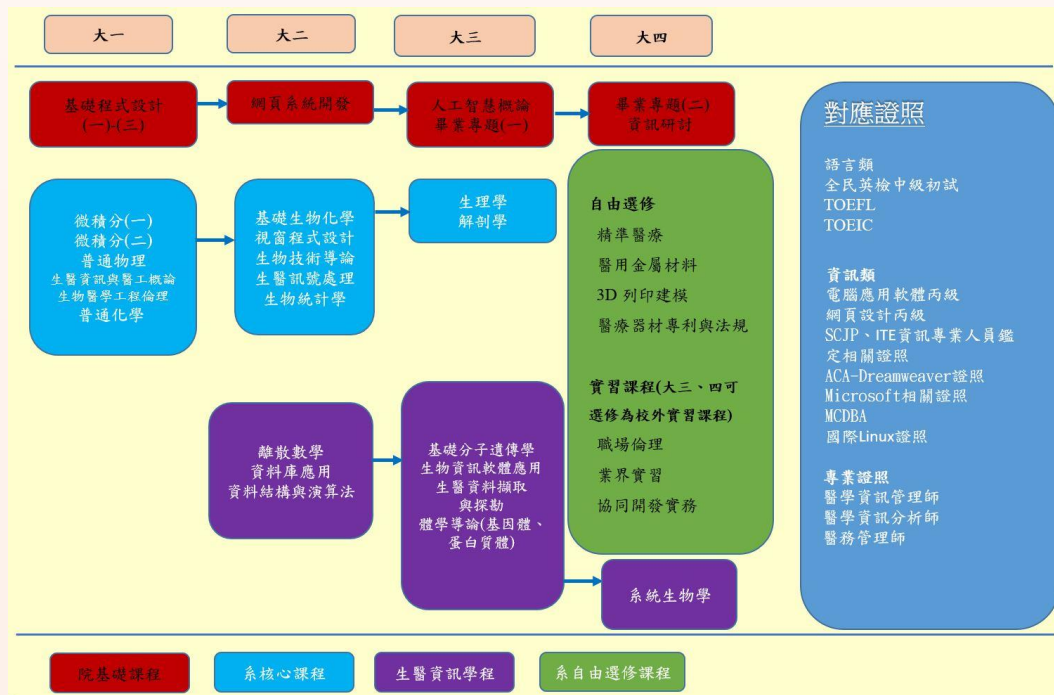 大一
大二
大三
大四
基礎程式設計
(一)-(三)
網頁系統開發
人工智慧概論
畢業專題(一)
畢業專題(二)
資訊研討
微積分(一)
微積分(二)
普通物理
生醫資訊與醫工概論
生物醫學工程倫理
普通化學
基礎生物化學
視窗程式設計
生物技術導論
生醫訊號處理
生物統計學
生理學
解剖學
自由選修
精準醫療
醫用金屬材料
3D 列印建模
醫療器材專利與法規
實習課程(大三、四可
選修為校外實習課程)
職場倫理
業界實習
協同開發實務
離散數學
資料庫應用
資料結構與演算法
基礎分子遺傳學
生物資訊軟體應用
生醫資料擷取
與探勘
體學導論(基因體、
蛋白質體)
系統生物學
對應證照
語言類
全民英檢中級初試
TOEFL
TOEIC
資訊類
電腦應用軟體丙級
網頁設計丙級
SCJP、ITE資訊專業人員鑑
定相關證照
ACA-Dreamweaver證照
Microsoft相關證照
MCDBA
國際Linux證照
專業證照
醫學資訊管理師
醫學資訊分析師
醫務管理師
院基礎課程
系核心課程
生醫資訊學程
系自由選修課程